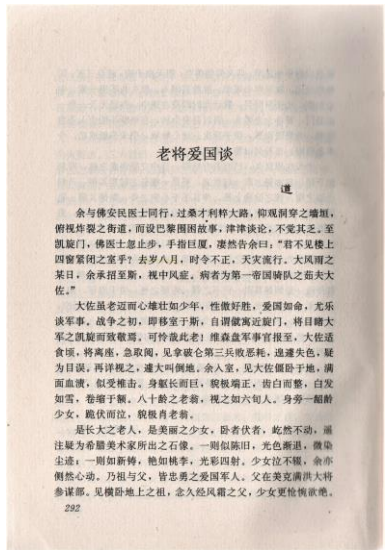 老将爱国谈
道
余与佛安民医士同行，过桑才利粹大路，仰观洞穿之墙垣，
俯视炸裂之街道，而设巴黎围困故事，津津谈论，不觉其乏。至
凯旋门，佛医士忽止步，手指巨厦，凄然告余曰：“君不见楼上
四窗紧闭之室乎？去岁八月，时令不正，天灾流行。大风雨之
某日，余承招至斯，视中风症。病者为第一帝国骑队之茹夫大
佐。”
大佐虽老迈而心雄壮如少年，性傲好胜，爱国如命，尤乐
谈军事。战争之初，即移室于斯，自谓就寓近旋门，将目睹大
军之凯旋而致敬焉。可怜哉此老！维森盘军事官报至，大佐适
食顷，将离座，急取阅，见拿破仑第三兵败恶耗，遑遽失色，疑
为目误，再详视之，遽大叫倒地。余入室，见大佐僵卧于地，满
面血渍，似受椎击。身躯长而巨，貌极端正，齿白而整，白发
如雪，卷缩于额。八十龄之老翁，视之如六旬人。身旁一龆龄
少女，跪伏而泣，貌极肖老翁。
是长大之老人，是美丽之少女，卧者伏者，屹然不动，遥
注疑为希腊美术家所出之石像。一则似陈旧，光色渐退，微染
尘迹；一则如新铸，艳如桃李，光彩四射。少女泣不辍，余亦
侧然心动。乃祖与父，皆忠勇之爱国军人。父在美克满洪大将
参谋部。见横卧地上之祖，念久经风霜之父，少女更怆惋欲绝。
292